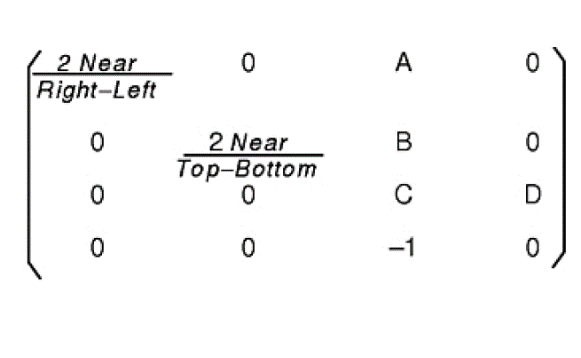 2 Near 0 A 0
Right−Left
0 2 Near B 0
Top−Bottom
0 0 C D
0 0 −1 0